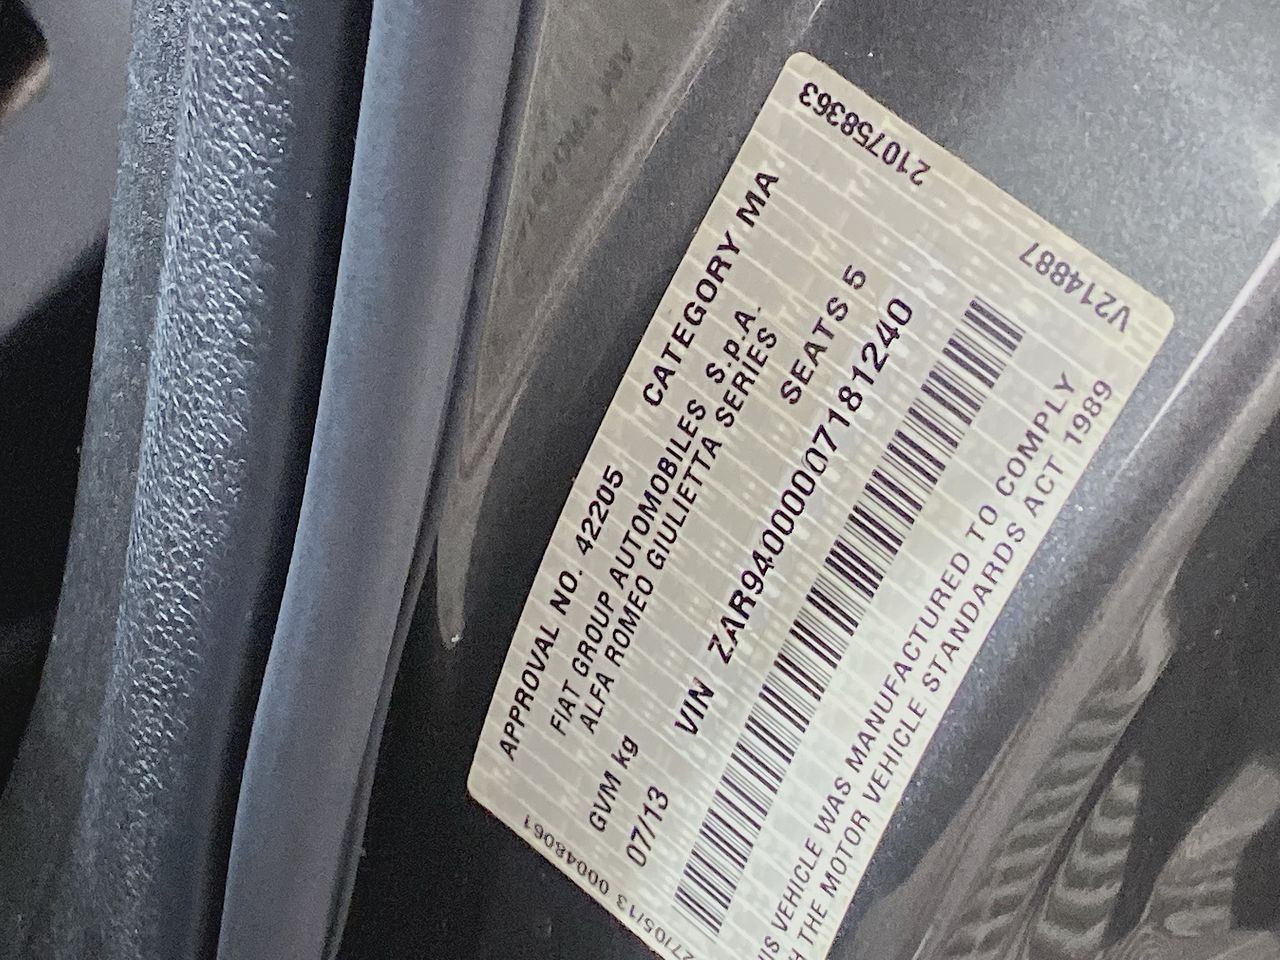 APPROVAL NO. 42205 CATEGORY MA
FIAT GROUP AUTOMOBILES S.p.A.
ALFA ROMEO GIULIETTA SERIES
GVM kg SEATS 5
07/13 VIN ZAR94000007181240
VEHICLE WAS MANUFACTURED TO COMPLY
THE MOTOR VEHICLE STANDARDS ACT 1989
210758363
V214887
27/05/13 00048061